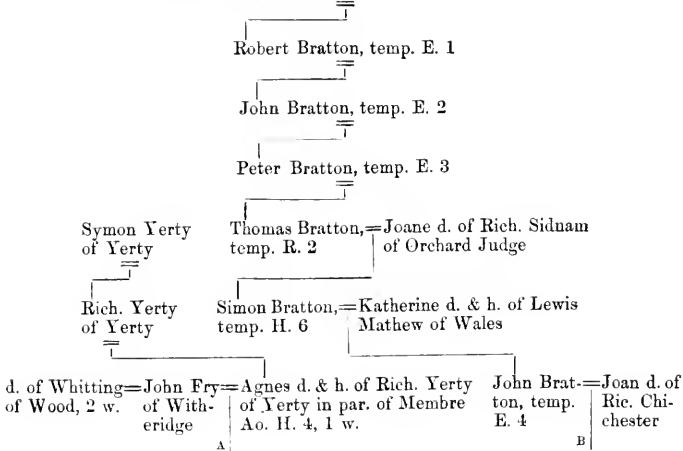 Robert Bratton, temp. E. 1
John Bratton, temp. E. 2
Peter Bratton, temp. E. 3
Symon Yerty
of Yerty
Thomas Bratton,=Joane d. of Rich. Sidnam
temp. R. 2 of Orchard Judge
Rich. Yerty
of Yerty
Simon Bratton,=Katherine d. & h. of Lewis
temp. H. 6 Mathew of Wales
d. of Whitting=John Fry=Agnes d. & h. of Rich. Yerty
of Wood, 2 w. of With- of Yerty in par. of Membre
eridge Ao. H. 4, 1 w.
A
John Brat-=Joan d. of
ton, temp. Ric. Chi-
E. 4 chester
B